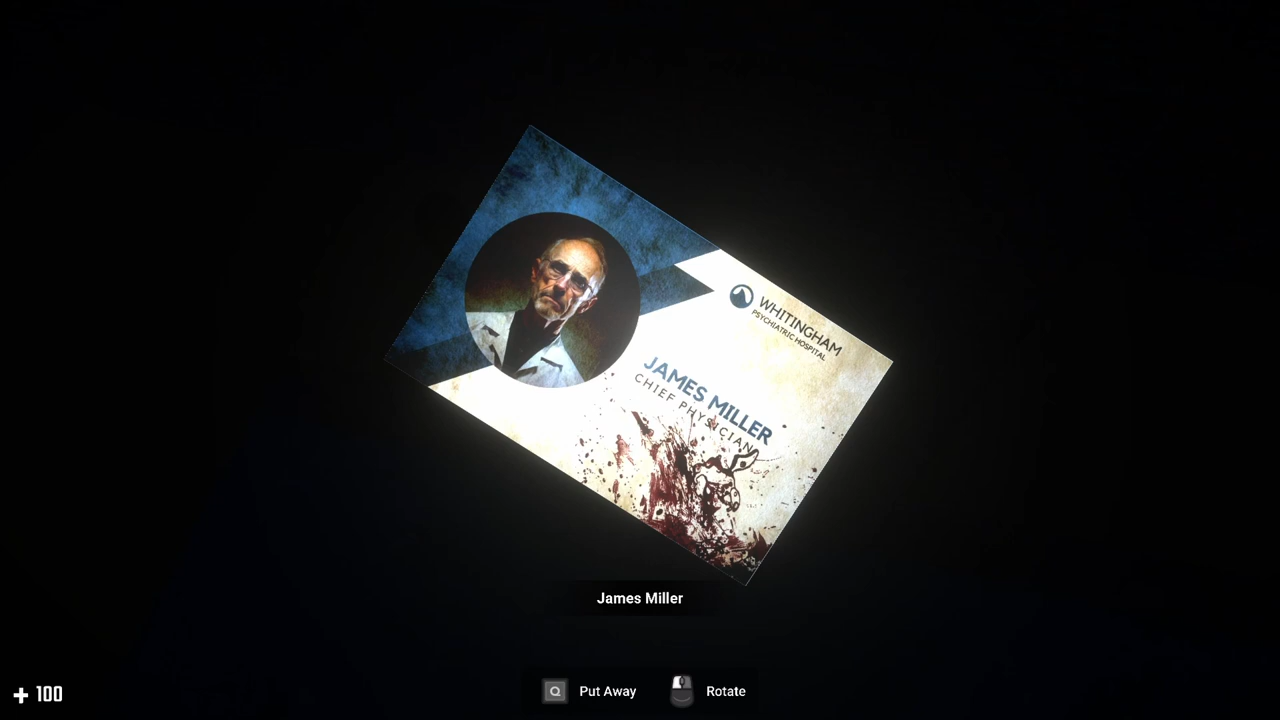 WHITINGHAM
PSYCHIATRIC HOSPITAL
JAMES MILLER
CHIEF PHYSICIAN
James Miller
100
Q
Put Away
Rotate